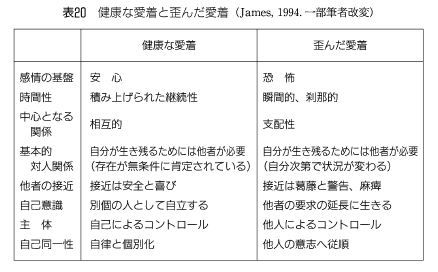 表20 健康な愛着と歪んだ愛着(James, 1994. 一部筆者改変)
健康な愛着 歪んだ愛着
感情の基盤 安 心 恐 怖
時間性 積み上げられた継続性 瞬間的、刹那的
中心となる
関係 相互的 支配性
基本的 自分が生き残るためには他者が必要 自分が生き残るためには他者が必要
対人関係 (存在が無条件に肯定されている) (自分次第で状況が変わる)
他者の接近 接近は安全と喜び 接近は葛藤と警告、麻痺
自己意識 別個の人として自立する 他者の要求の延長に生きる
主 体 自己によるコントロール 他人によるコントロール
自己同一性 自律と個別化 他人の意志へ従順